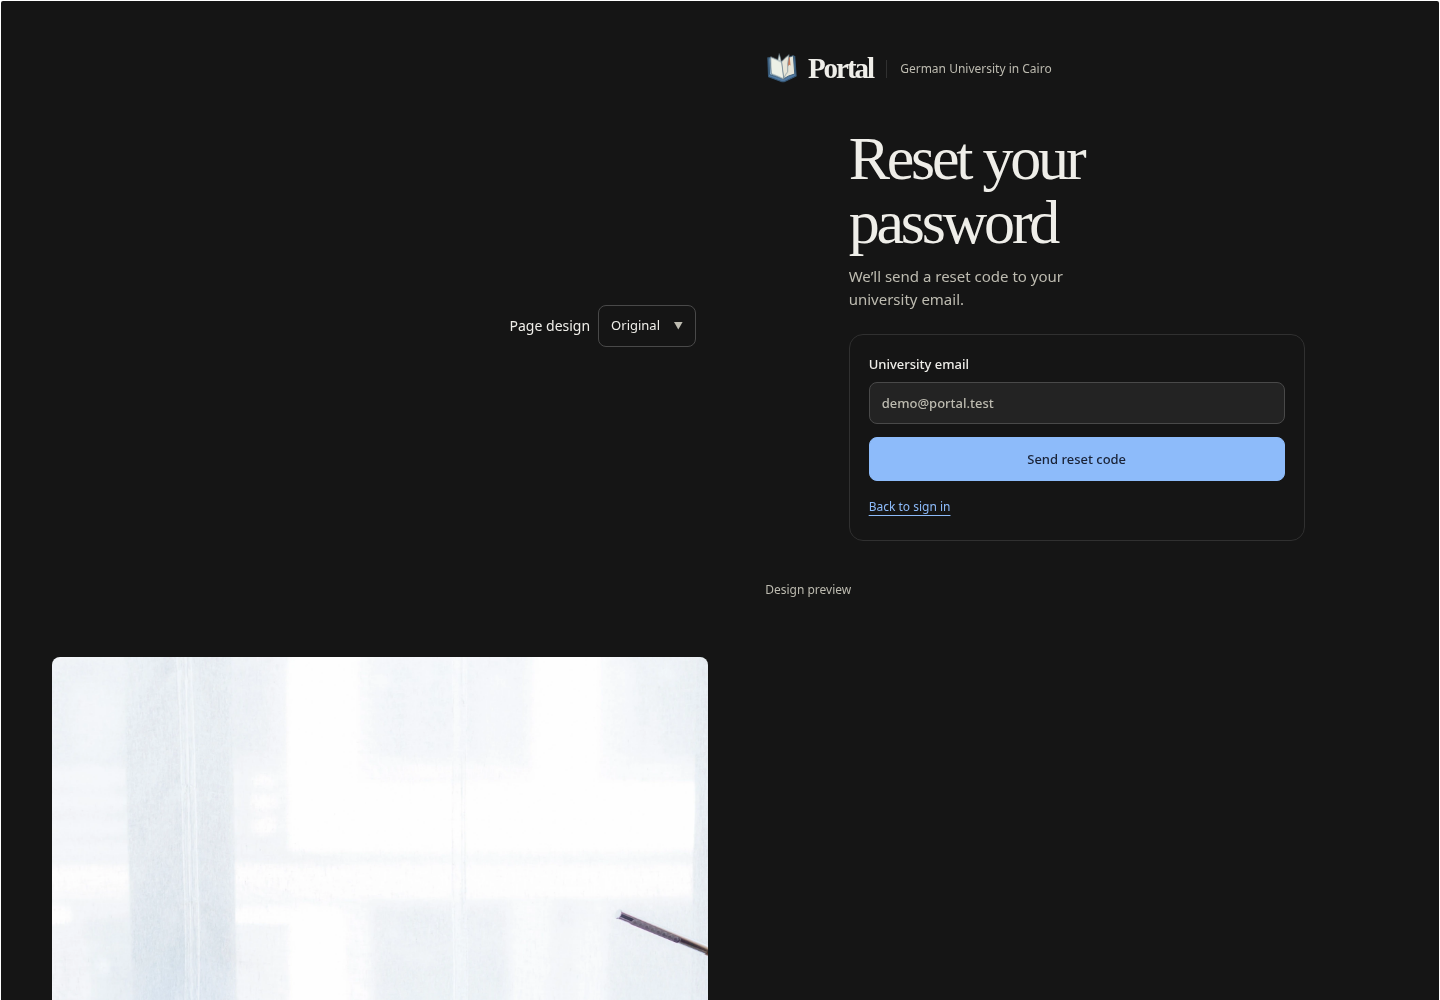 Portal
German University in Cairo
Reset your
password
We’ll send a reset code to your
university email.
Page design
Original
University email
demo@portal.test
Send reset code
Back to sign in
Design preview